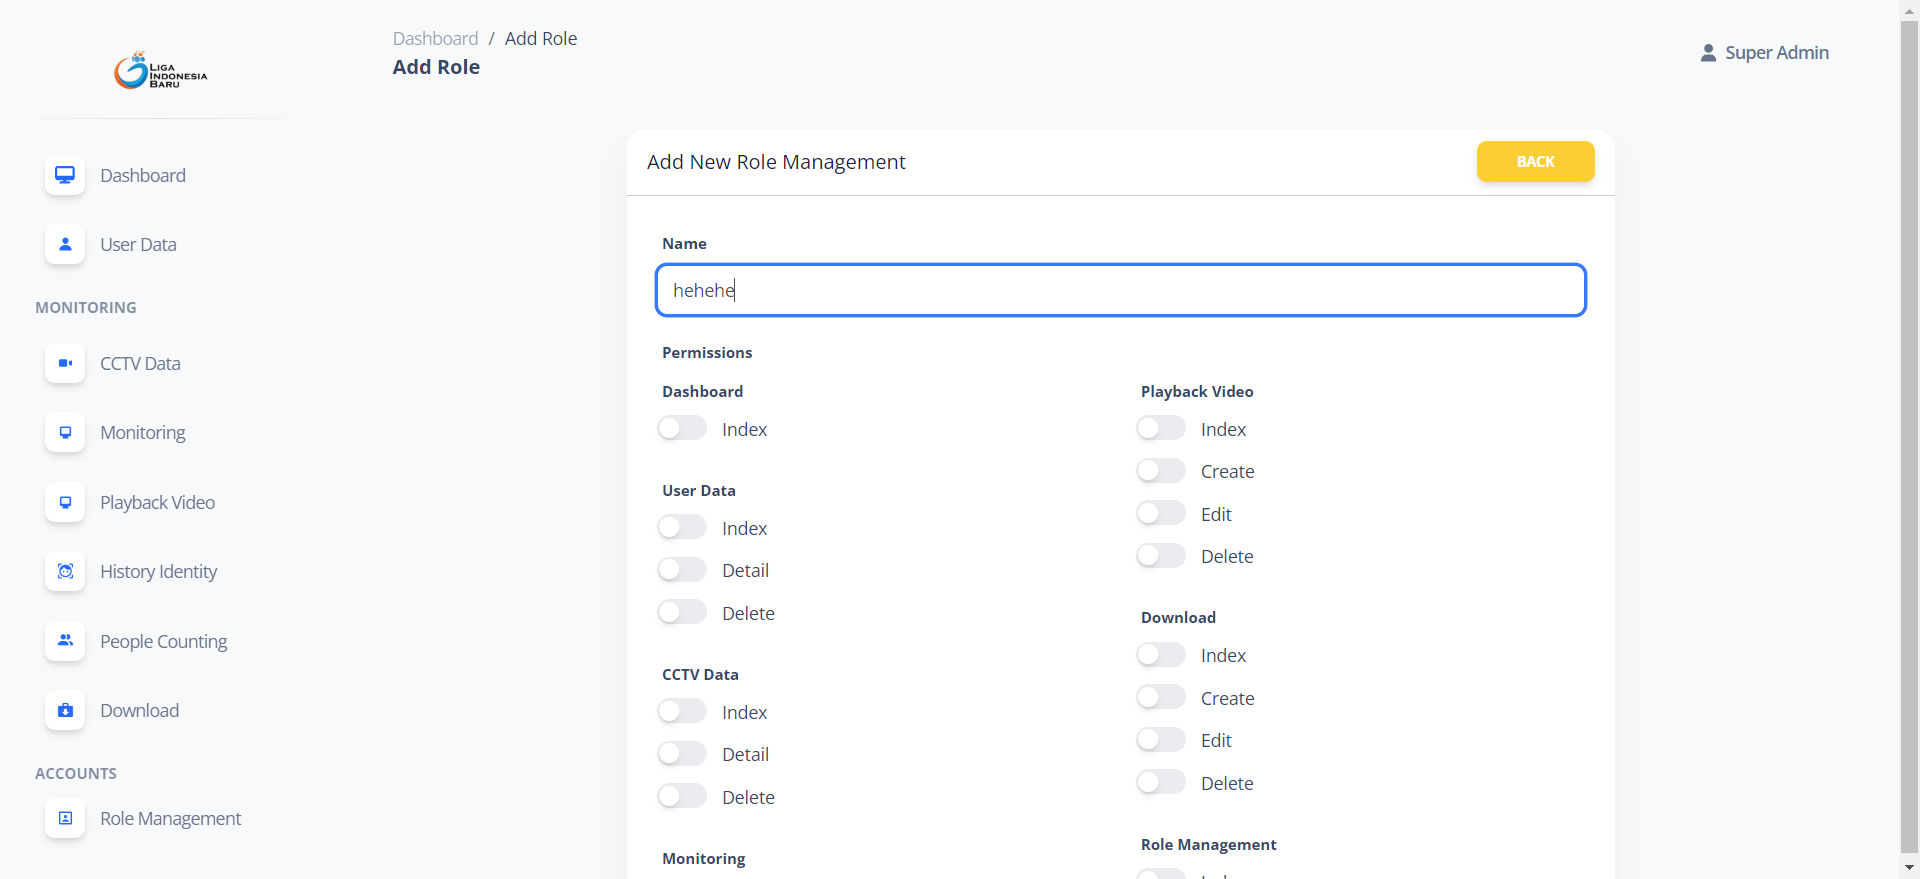 LIGA
INDONESIA
BARU
Dashboard
User Data
MONITORING
CCTV Data
Monitoring
Playback Video
History Identity
People Counting
Download
ACCOUNTS
Role Management
Dashboard / Add Role
Add Role
Super Admin
Add New Role Management
BACK
Name
hehehe
Permissions
Dashboard
Index
User Data
Index
Detail
Delete
CCTV Data
Index
Detail
Delete
Monitoring
Playback Video
Index
Create
Edit
Delete
Download
Index
Create
Edit
Delete
Role Management